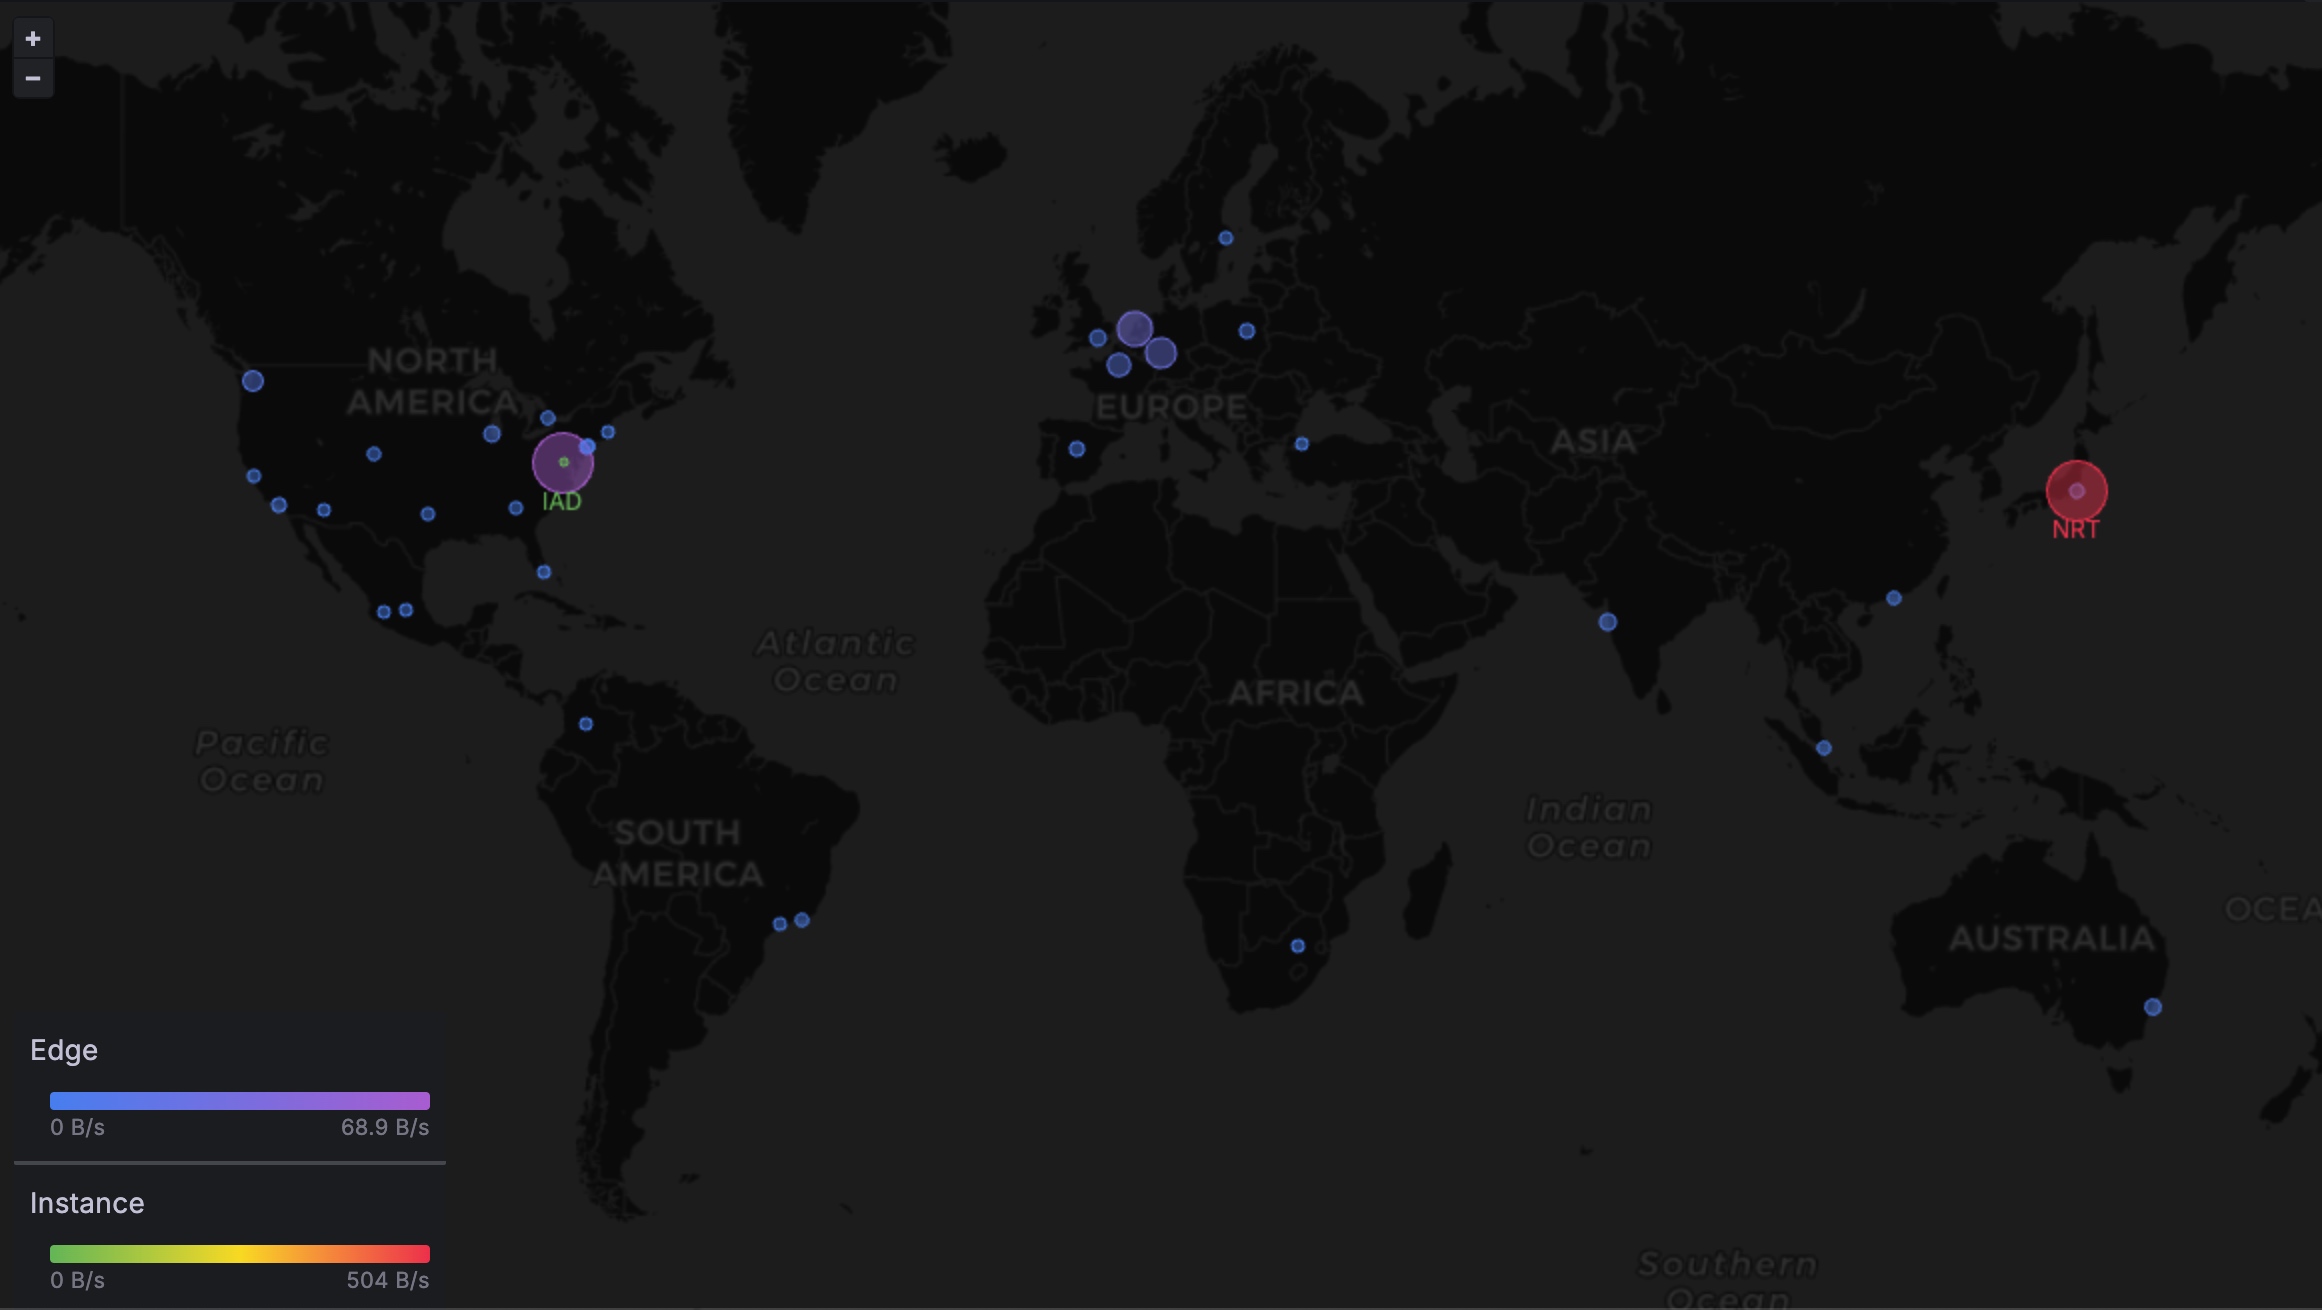 +
−
NORTH
AMERICA
EUROPE
ASIA
IAD
NRT
Atlantic
Ocean
AFRICA
Pacific
Ocean
SOUTH
AMERICA
Indian
Ocean
OCEA
AUSTRALIA
Edge
0 B/s
68.9 B/s
Instance
0 B/s
504 B/s
Southern
Ocean